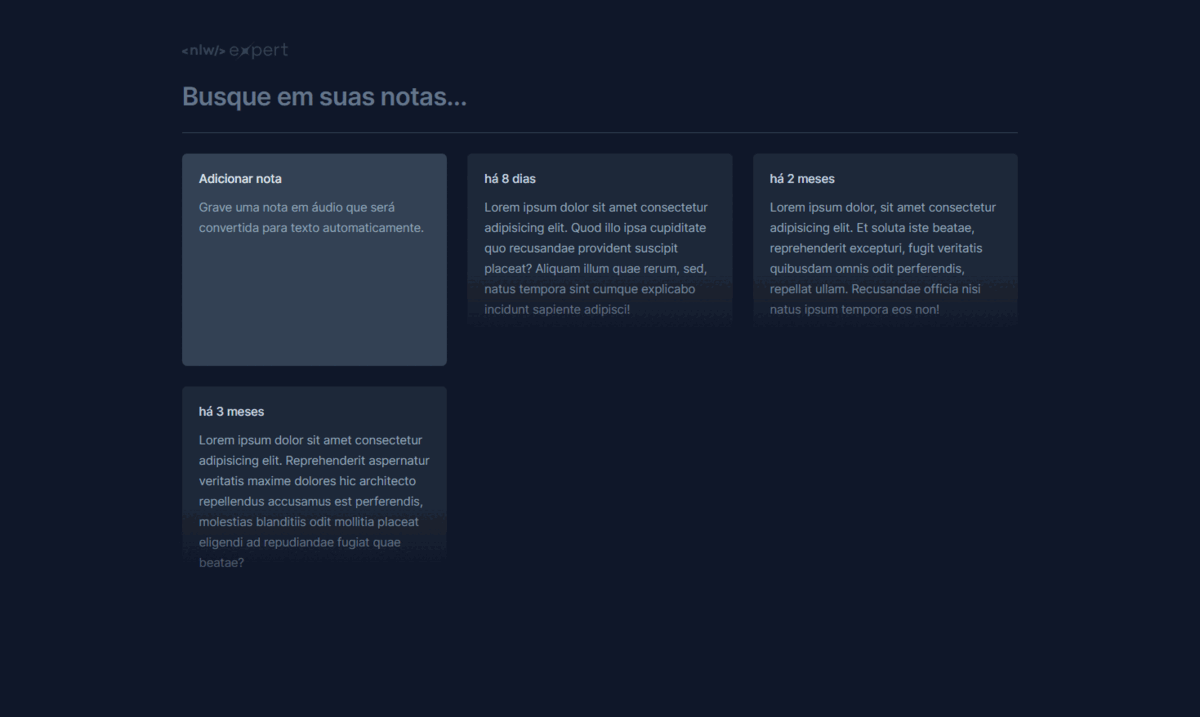 <nlw/> expert
Busque em suas notas...
Adicionar nota
Grave uma nota em áudio que será
convertida para texto automaticamente.
há 8 dias
Lorem ipsum dolor sit amet consectetur
adipisicing elit. Quod illo ipsa cupiditate
quo recusandae provident suscipit
placeat? Aliquam illum quae rerum, sed,
natus tempora sint cumque explicabo
incidunt sapiente adipisci!
há 2 meses
Lorem ipsum dolor, sit amet consectetur
adipisicing elit. Et soluta iste beatae,
reprehenderit excepturi, fugit veritatis
quibusdam omnis odit perferendis,
repellat ullam. Recusandae officia nisi
natus ipsum tempora eos non!
há 3 meses
Lorem ipsum dolor sit amet consectetur
adipisicing elit. Reprehenderit aspernatur
veritatis maxime dolores hic architecto
repellendus accusamus est perferendis,
molestias blanditiis odit mollitia placeat
eligendi ad repudiandae fugiat quae
beatae?